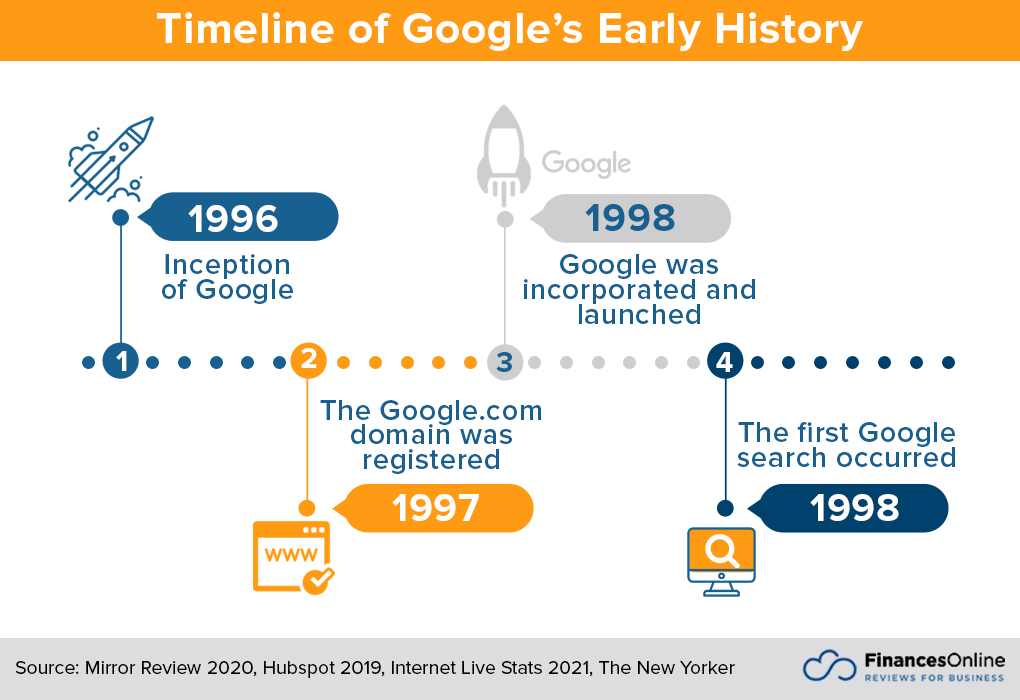 Timeline of Google's Early History
Google
1996
Inception
of Google
1998
Google was
incorporated and
launched
1
2
3
4
The Google.com
domain was
registered
1997
WWW
The first Google
search occurred
1998
Source: Mirror Review 2020, Hubspot 2019, Internet Live Stats 2021, The New Yorker
FinancesOnline
REVIEWS FOR BUSINESS